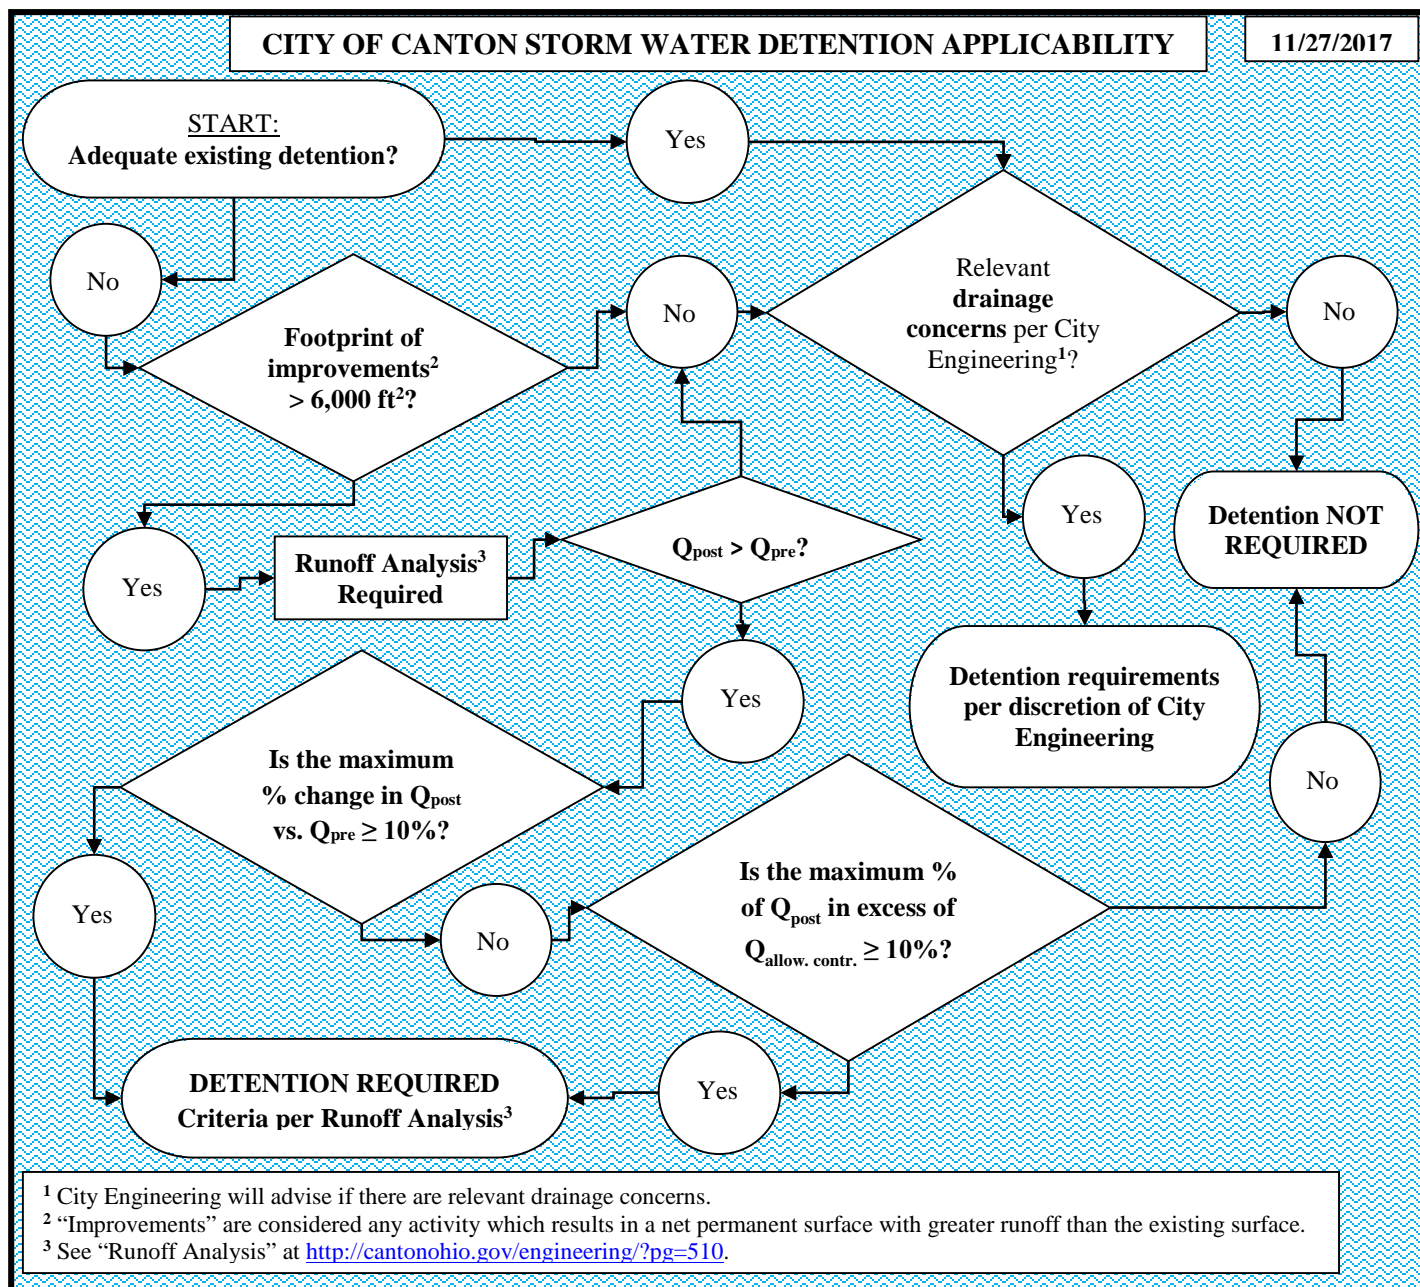 CITY OF CANTON STORM WATER DETENTION APPLICABILITY
11/27/2017
START:
Adequate existing detention?
Yes
No
Footprint of
improvements²
> 6,000 ft²?
No
Relevant
drainage
concerns per City
Engineering¹?
No
Yes
Runoff Analysis³
Required
Qpost > Qpre?
Yes
Detention NOT
REQUIRED
Yes
Detention requirements
per discretion of City
Engineering
Is the maximum
% change in Qpost
vs. Qpre ≥ 10%?
No
Yes
No
Is the maximum %
of Qpost in excess of
Qallow. contr. ≥ 10%?
Yes
DETENTION REQUIRED
Criteria per Runoff Analysis³
¹ City Engineering will advise if there are relevant drainage concerns.
² “Improvements” are considered any activity which results in a net permanent surface with greater runoff than the existing surface.
³ See “Runoff Analysis” at http://cantonohio.gov/engineering/?pg=510.